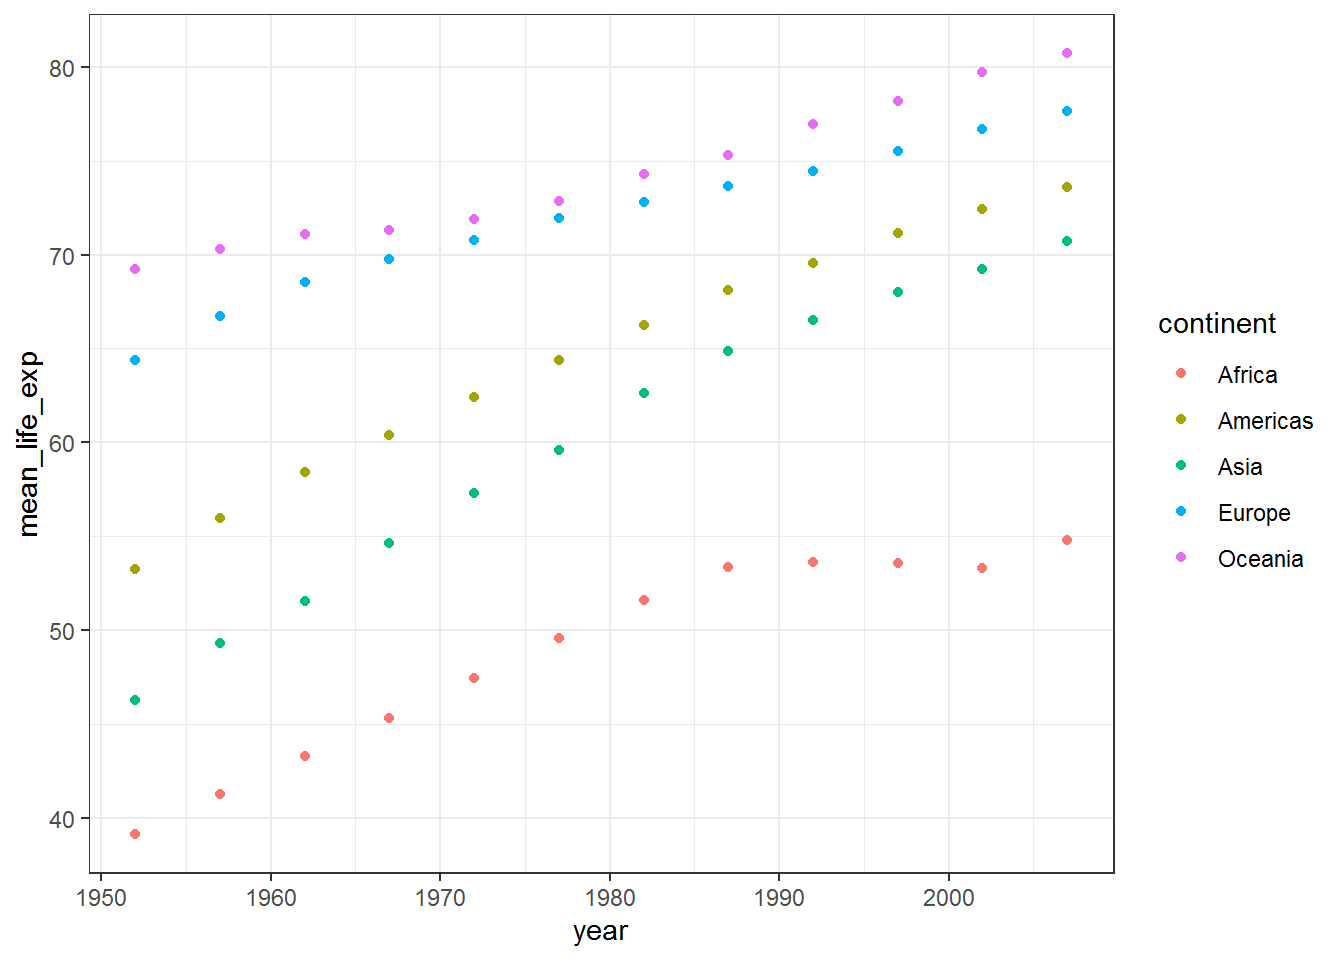 80
70
60
50
40
mean_life_exp
1950 1960 1970 1980 1990 2000
year
continent
Africa
Americas
Asia
Europe
Oceania